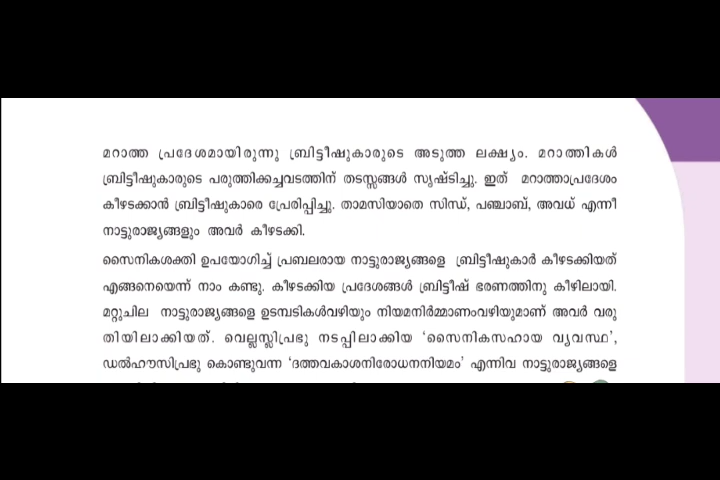 മറാത്ത പ്രദേശമായിരുന്നു ബ്രിട്ടീഷുകാരുടെ അടുത്ത ലക്ഷ്യം. മറാത്തികൾ
ബ്രിട്ടീഷുകാരുടെ പരുത്തിക്കച്ചവടത്തിന് തടസ്സങ്ങൾ സൃഷ്ടിച്ചു. ഇത് മറാത്താപ്രദേശം
കീഴടക്കാൻ ബ്രിട്ടീഷുകാരെ പ്രേരിപ്പിച്ചു. താമസിയാതെ സിന്ധ്, പഞ്ചാബ്, അവധ് എന്നീ
നാട്ടുരാജ്യങ്ങളും അവർ കീഴടക്കി.
സൈനികശക്തി ഉപയോഗിച്ച് പ്രബലരായ നാട്ടുരാജ്യങ്ങളെ ബ്രിട്ടീഷുകാർ കീഴടക്കിയത്
എങ്ങനെയെന്ന് നാം കണ്ടു. കീഴടക്കിയ പ്രദേശങ്ങൾ ബ്രിട്ടീഷ് ഭരണത്തിനു കീഴിലായി.
മറ്റുചില നാട്ടുരാജ്യങ്ങളെ ഉടമ്പടികൾവഴിയും നിയമനിർമ്മാണംവഴിയുമാണ് അവർ വരു
തിയിലാക്കിയത്. വെല്ലസ്ലിപ്രഭു നടപ്പിലാക്കിയ ‘സൈനികസഹായ വ്യവസ്ഥ’,
ഡൽഹൗസിപ്രഭു കൊണ്ടുവന്ന ‘ദത്തവകാശനിരോധനനിയമം’ എന്നിവ നാട്ടുരാജ്യങ്ങളെ